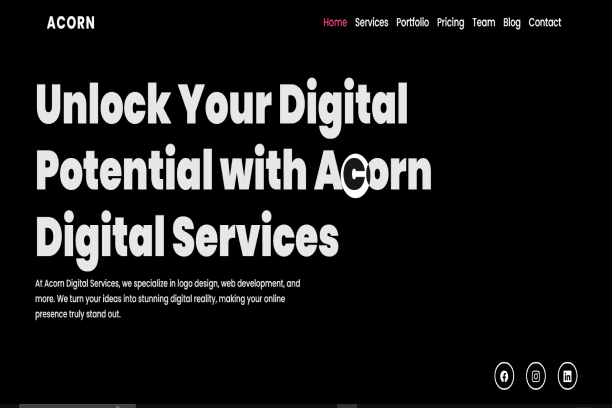 ACORN
Home Services Portfolio Pricing Team Blog Contact
Unlock Your Digital
Potential with Acorn
Digital Services
At Acorn Digital Services, we specialize in logo design, web development, and
more. We turn your ideas into stunning digital reality, making your online
presence truly stand out.